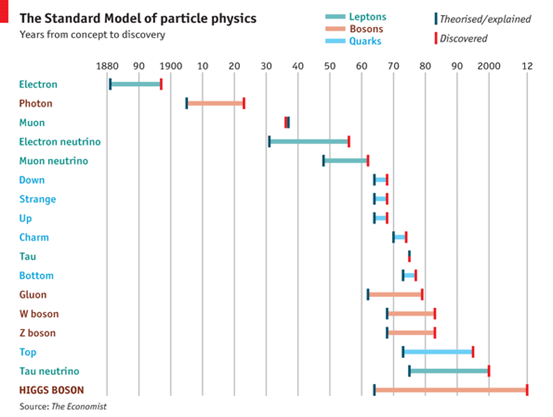 The Standard Model of particle physics
Years from concept to discovery
Leptons
Bosons
Quarks
Theorised/explained
Discovered
1880 90 1900 10 20 30 40 50 60 70 80 90 2000 12
Electron
Photon
Muon
Electron neutrino
Muon neutrino
Down
Strange
Up
Charm
Tau
Bottom
Gluon
W boson
Z boson
Top
Tau neutrino
HIGGS BOSON
Source: The Economist